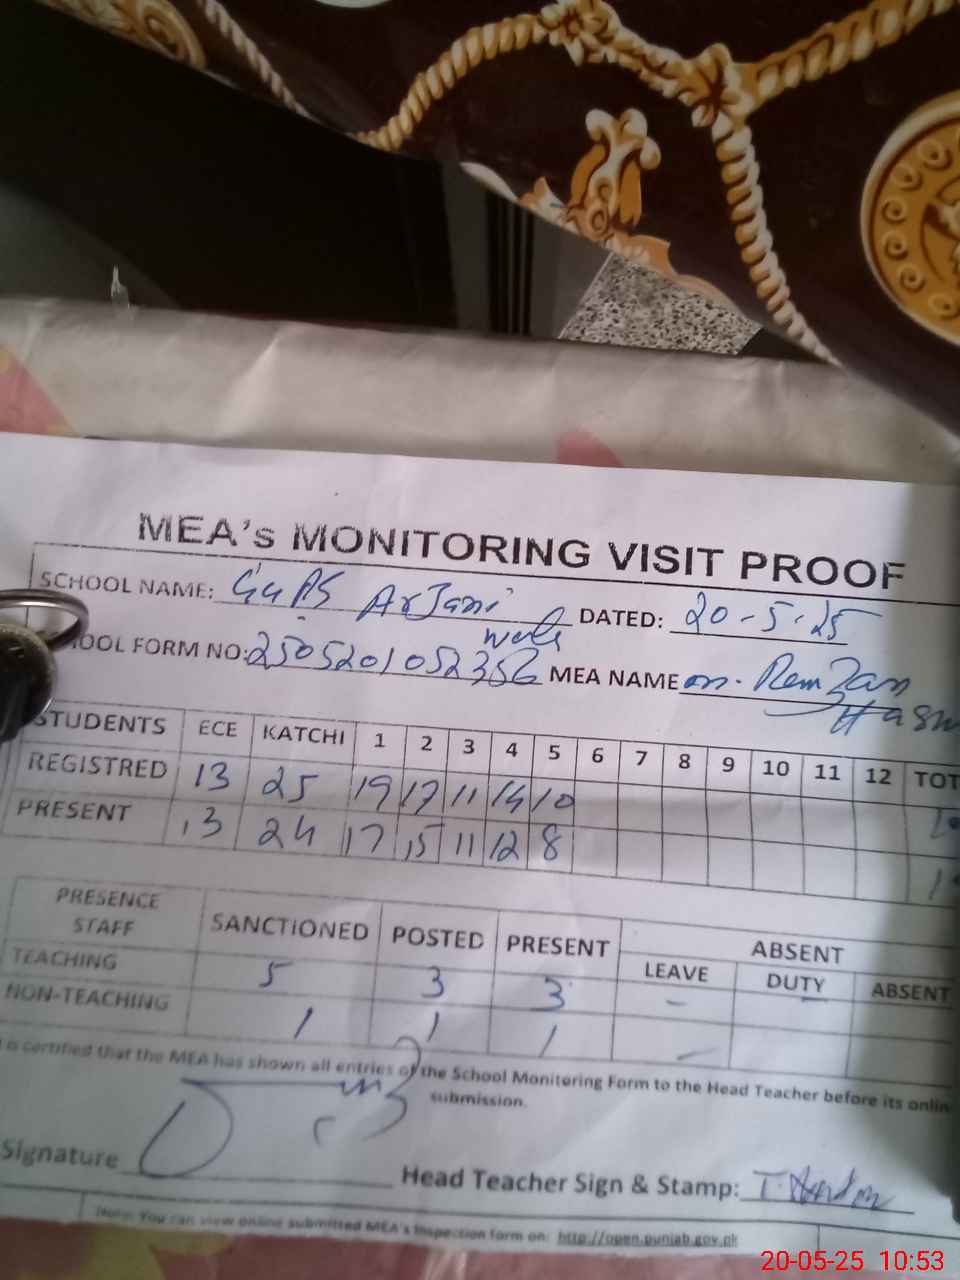 MEA's MONITORING VISIT PROOF
SCHOOL NAME: GGPS ArJani Wala DATED: 20-5-25
HOOL FORM NO: 2505201052356 MEA NAME m. RemZan Hasm
STUDENTS ECE KATCHI 1 2 3 4 5 6 7 8 9 10 11 12 TOT
REGISTRED 13 25 19 17 11 14 10
PRESENT 13 24 17 15 11 12 8
PRESENCE STAFF SANCTIONED POSTED PRESENT ABSENT
LEAVE DUTY ABSENT
TEACHING 5 3 3 - -
NON-TEACHING 1 1 1 -
is certified that the MEA has shown all entries of the School Monitoring Form to the Head Teacher before its onlin
submission.
Signature
Head Teacher Sign & Stamp:
Note: You can view online submitted MEA's Inspection form on: http://open.punjab.gov.pk
20-05-25 10:53